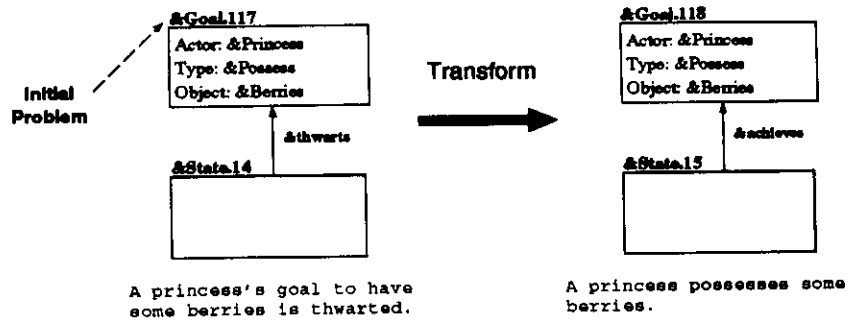 &Goal.117
Actor: &Princess
Type: &Possess
Object: &Berries
Initial
Problem
&thwarts
&State.14
A princess's goal to have
some berries is thwarted.
Transform
&Goal.118
Actor: &Princess
Type: &Possess
Object: &Berries
&achieves
&State.15
A princess possesses some
berries.